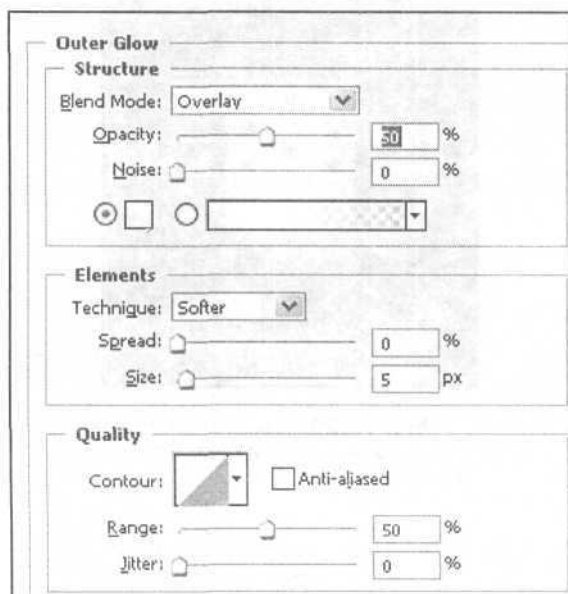 Outer Glow
Structure
Blend Mode: Overlay
Opacity: 50 %
Noise: 0 %
Elements
Technique: Softer
Spread: 0 %
Size: 5 px
Quality
Contour: Anti-aliased
Range: 50 %
Jitter: 0 %